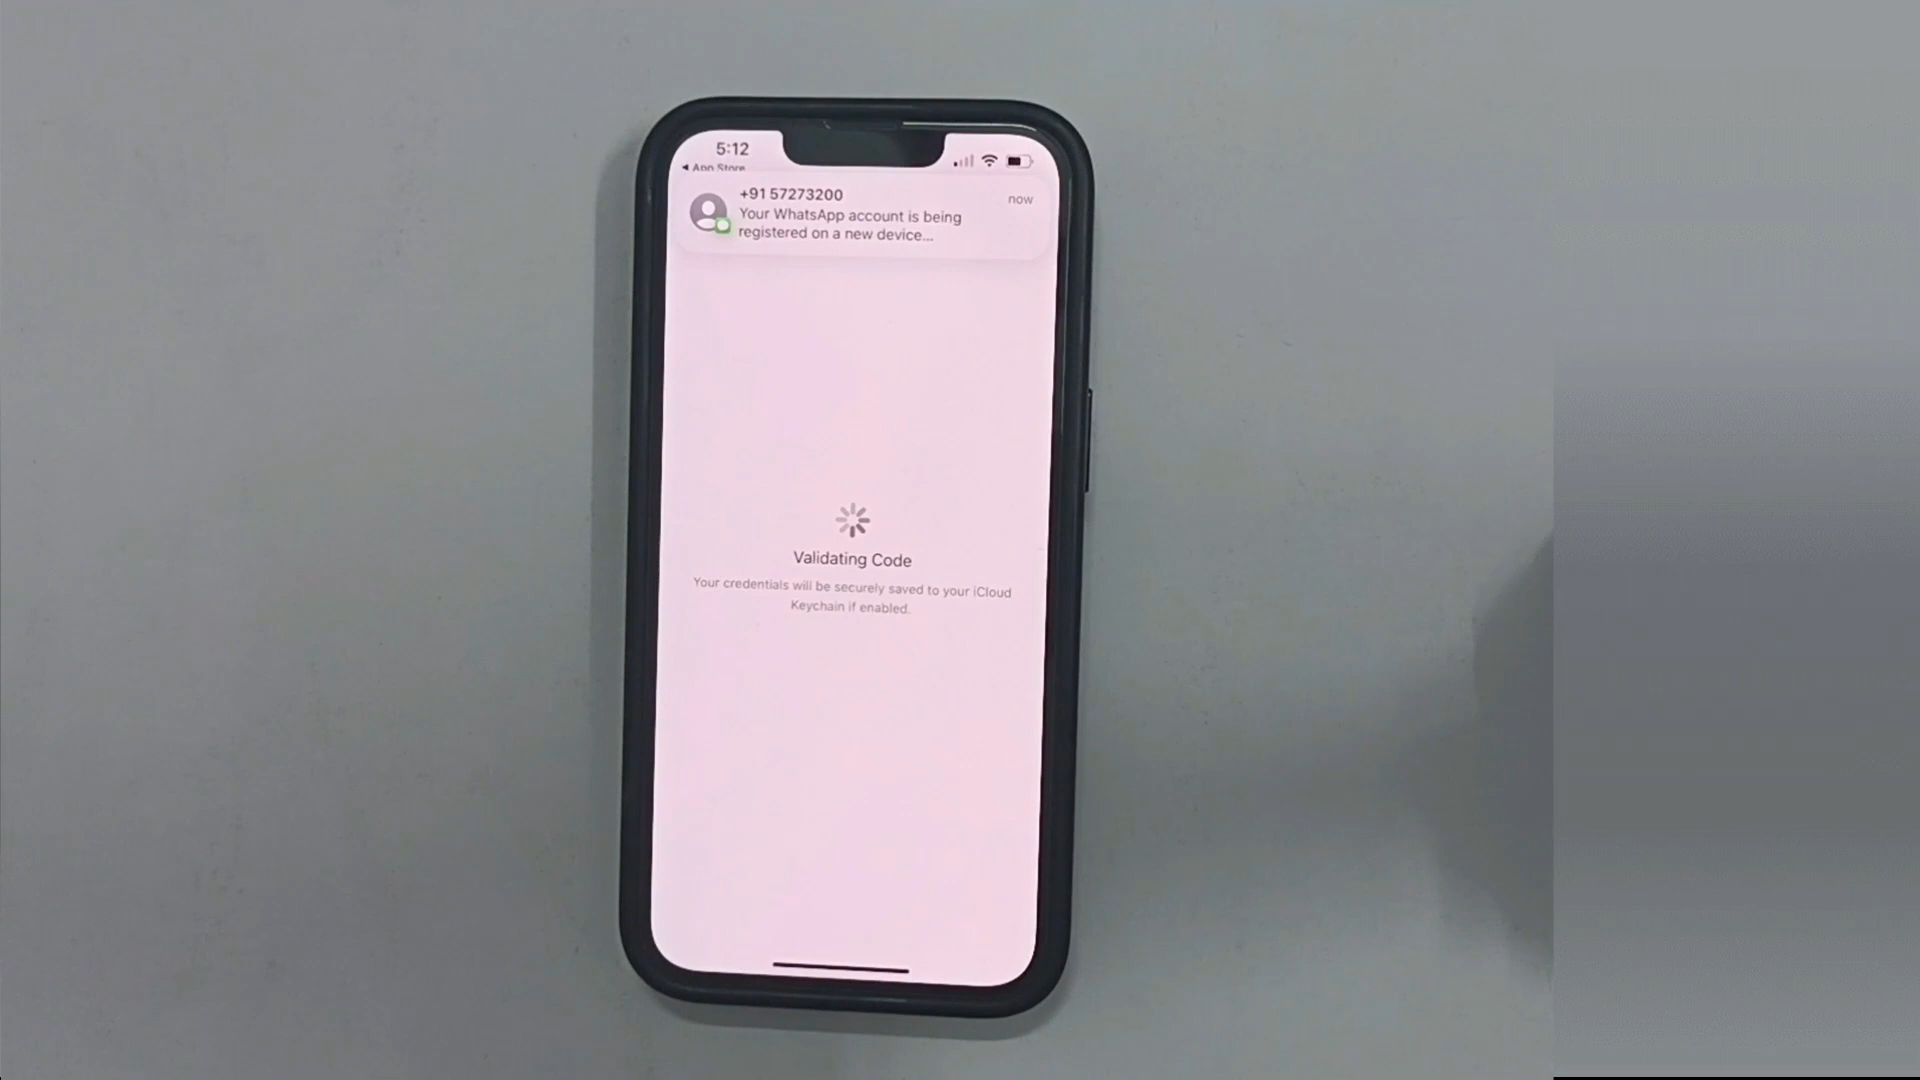 5:12
◀ App Store
+91 57273200
now
Your WhatsApp account is being
registered on a new device...
Validating Code
Your credentials will be securely saved to your iCloud
Keychain if enabled.